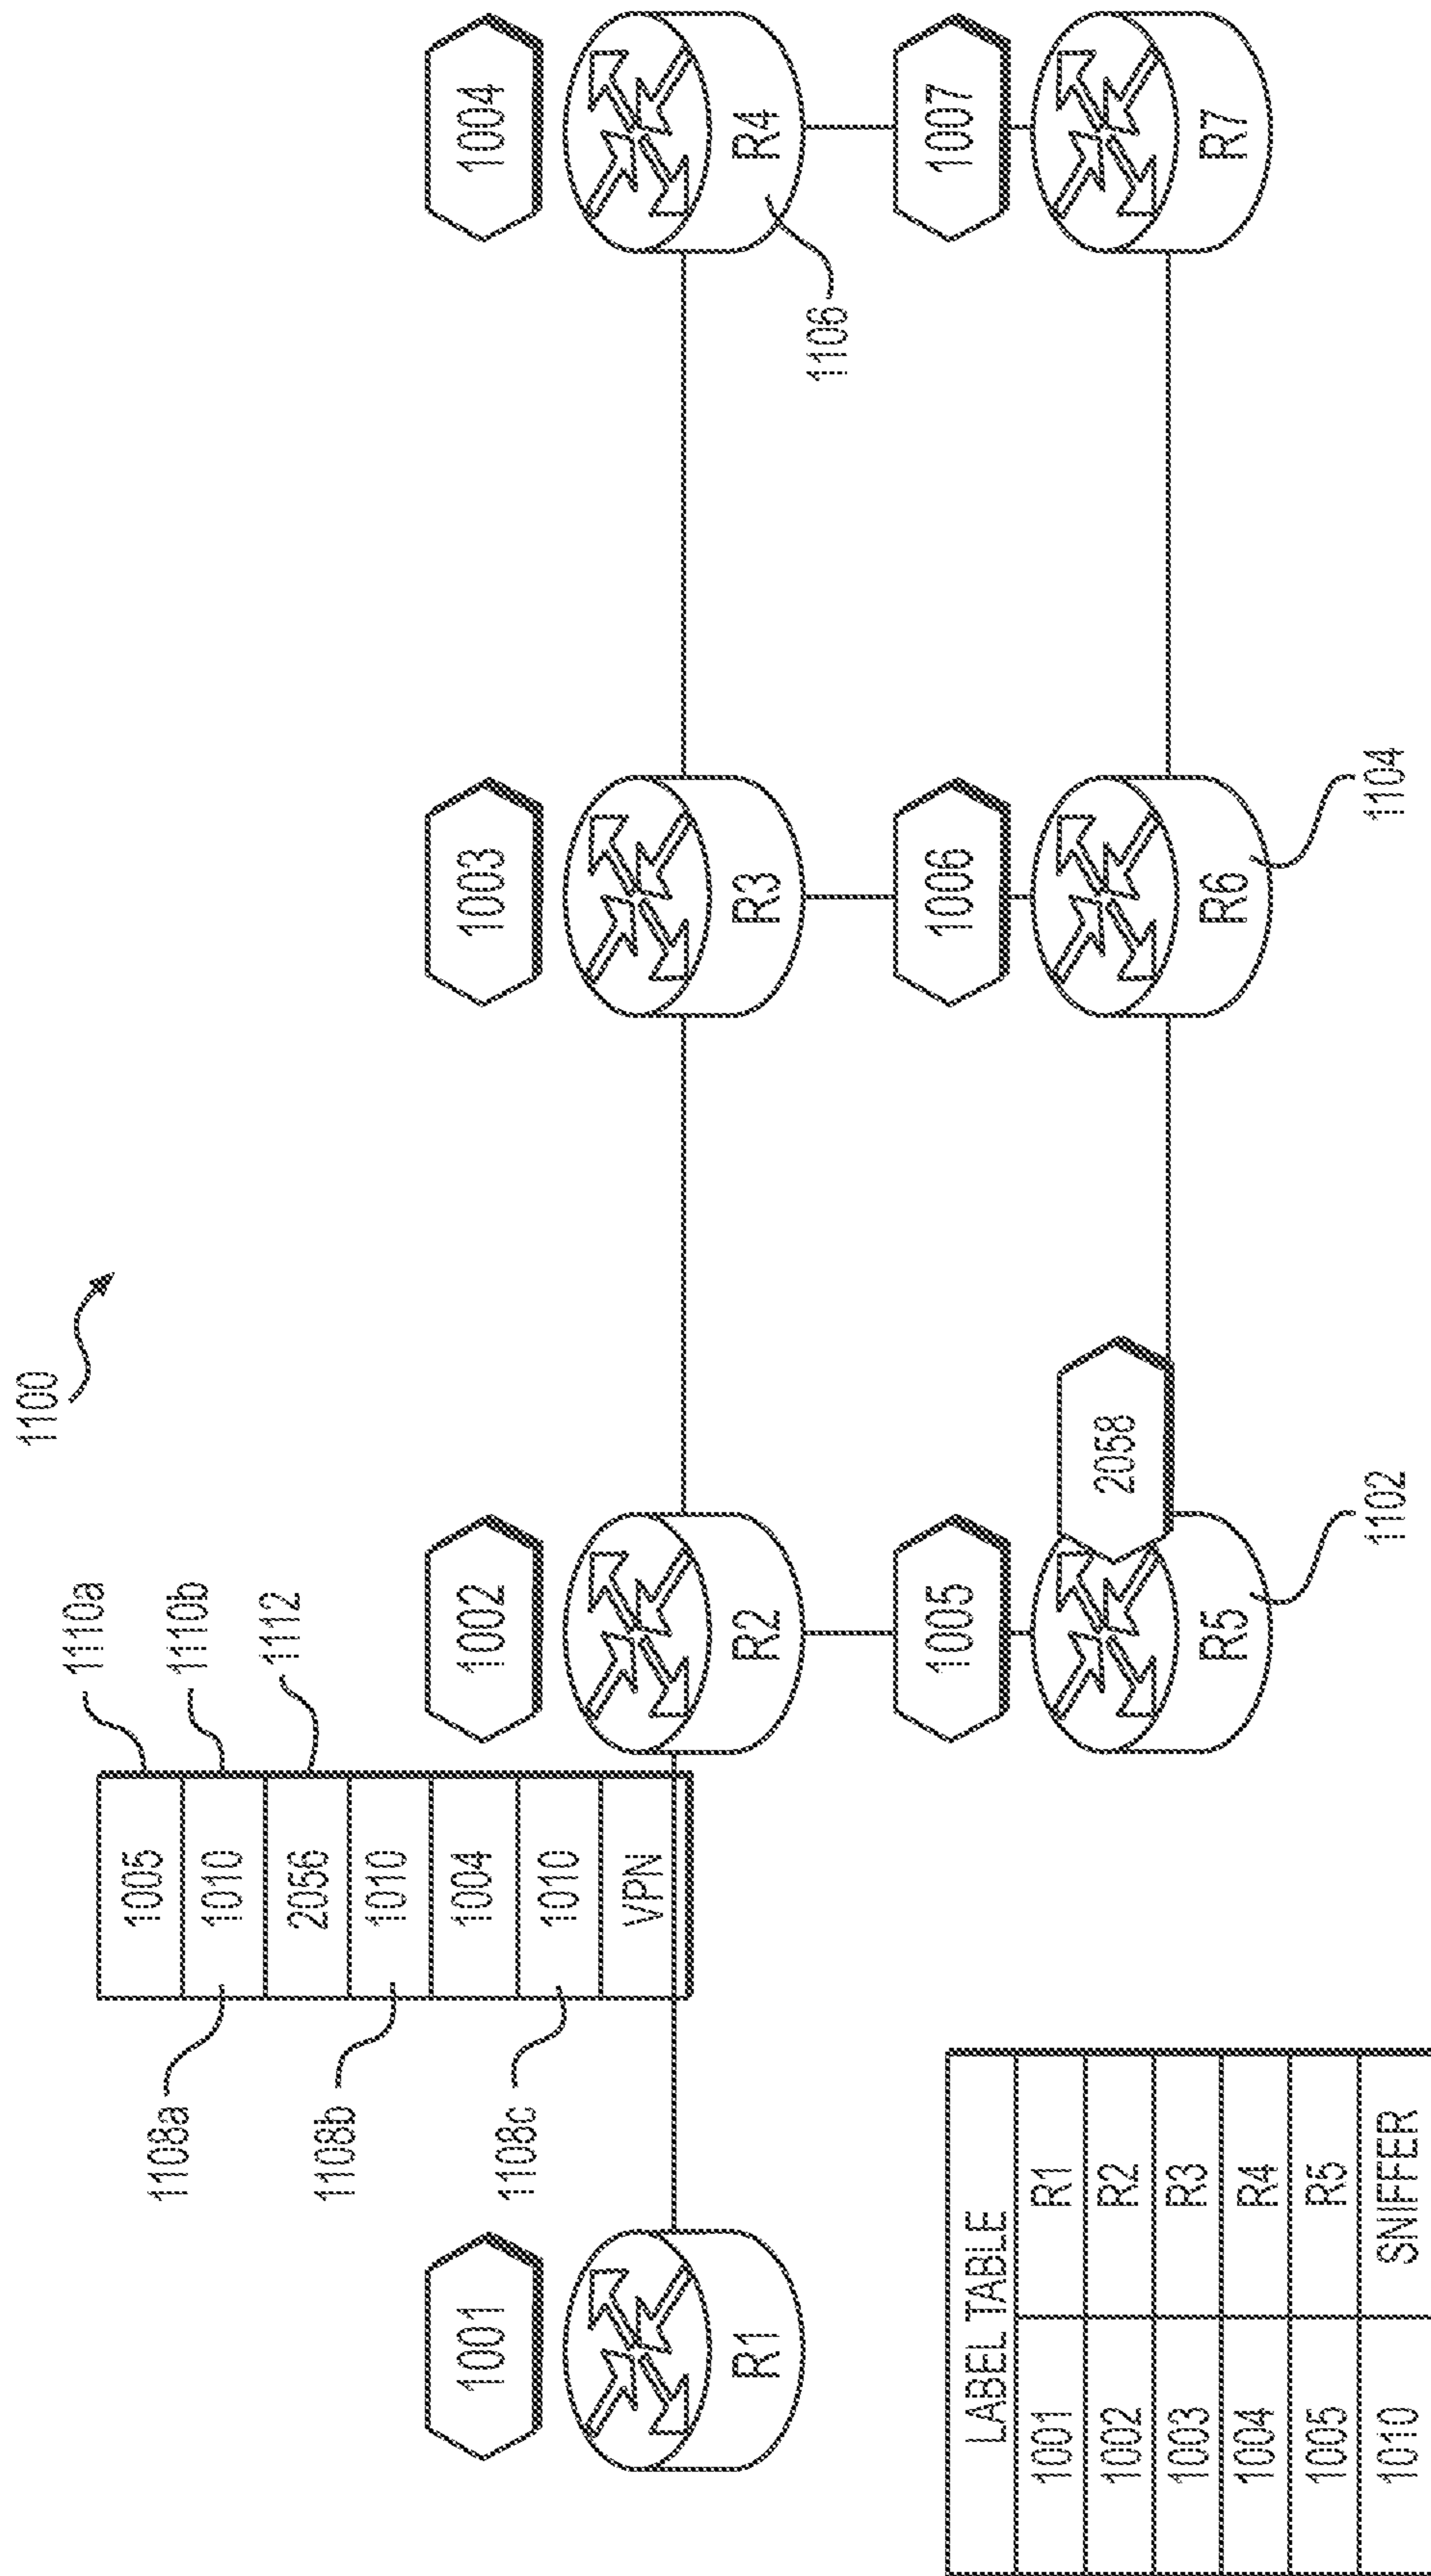 1100
1110a
1110b
1112
1005
1010
2056
1010
1004
1010
VPN
1108a
1108b
1108c
1001
1002
1003
1004
R1
R2
R3
R4
1106
1005
1006
1007
2058
R5
R6
R7
1102
1104
LABEL TABLE
1001 R1
1002 R2
1003 R3
1004 R4
1005 R5
1010 SNIFFER